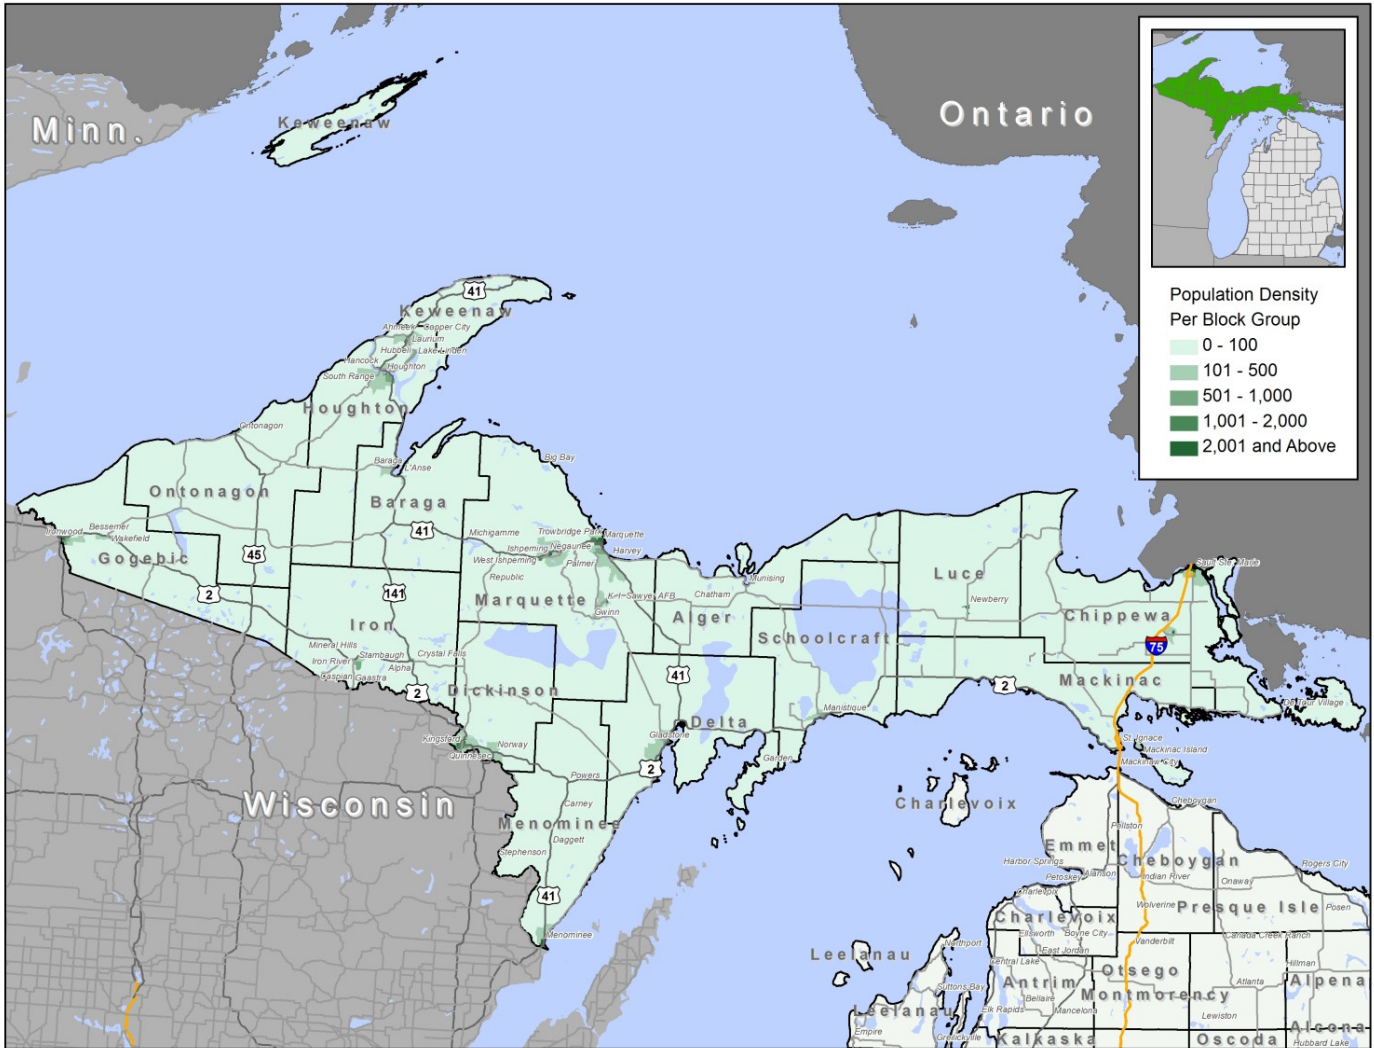 Minn.
Ontario
Keweenaw
Population Density
Per Block Group
0 - 100
101 - 500
501 - 1,000
1,001 - 2,000
2,001 and Above
41
Keweenaw
Ahmeek
Copper City
Laurium
Hubbell
Lake Linden
Hancock
Houghton
South Range
Houghton
Ontonagon
Big Bay
Baraga
L'Anse
Ontonagon
Baraga
41
Michigamme
Trowbridge Park
Marquette
Ironwood
Bessemer
Wakefield
Gogebic
45
Ishpeming
Negaunee
Harvey
West Ishpeming
Palmer
Republic
Luce
Sault Ste. Marie
2
141
Marquette
K. I. Sawyer AFB
Gwinn
Chatham
Munising
Alger
Newberry
Chippewa
Iron
Schoolcraft
75
Mineral Hills
Stambaugh
Crystal Falls
Iron River
Alpha
Caspian
Gaastra
41
Mackinac
2
Dickinson
2
De Tour Village
Manistique
Delta
Kingsford
Norway
Gladstone
St. Ignace
Quinnesec
Mackinac Island
Garden
Mackinaw City
2
Powers
Wisconsin
Carney
Charlevoix
Cheboygan
Menominee
Daggett
Pellston
Stephenson
Emmet
Cheboygan
Harbor Springs
Rogers City
Petoskey
Alanson
Indian River
Onaway
41
Charlevoix
Wolverine
Presque Isle
Posen
Charlevoix
Menominee
Ellsworth
Boyne City
Northport
Vanderbilt
Canada Creek Ranch
Leelanau
East Jordan
Central Lake
Hillman
Otsego
Antrim
Atlanta
Alpena
Suttons Bay
Bellaire
Montmorency
Leelanau
Elk Rapids
Mancelona
Lewiston
Empire
Alcona
Greilickville
Kalkaska
Oscoda
Hubbard Lake